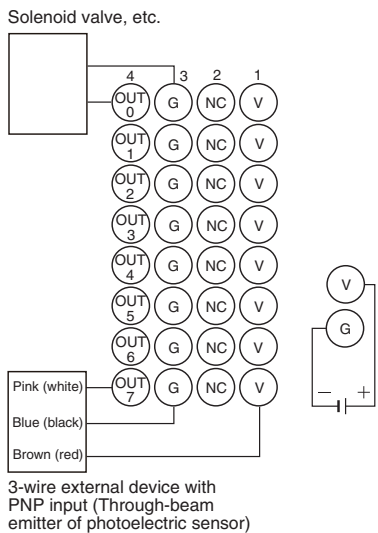 Solenoid valve, etc.
4 3 2 1
OUT 0 G NC V
OUT 1 G NC V
OUT 2 G NC V
OUT 3 G NC V
OUT 4 G NC V
OUT 5 G NC V
OUT 6 G NC V
OUT 7 G NC V
V
G
− +
Pink (white)
Blue (black)
Brown (red)
3-wire external device with
PNP input (Through-beam
emitter of photoelectric sensor)